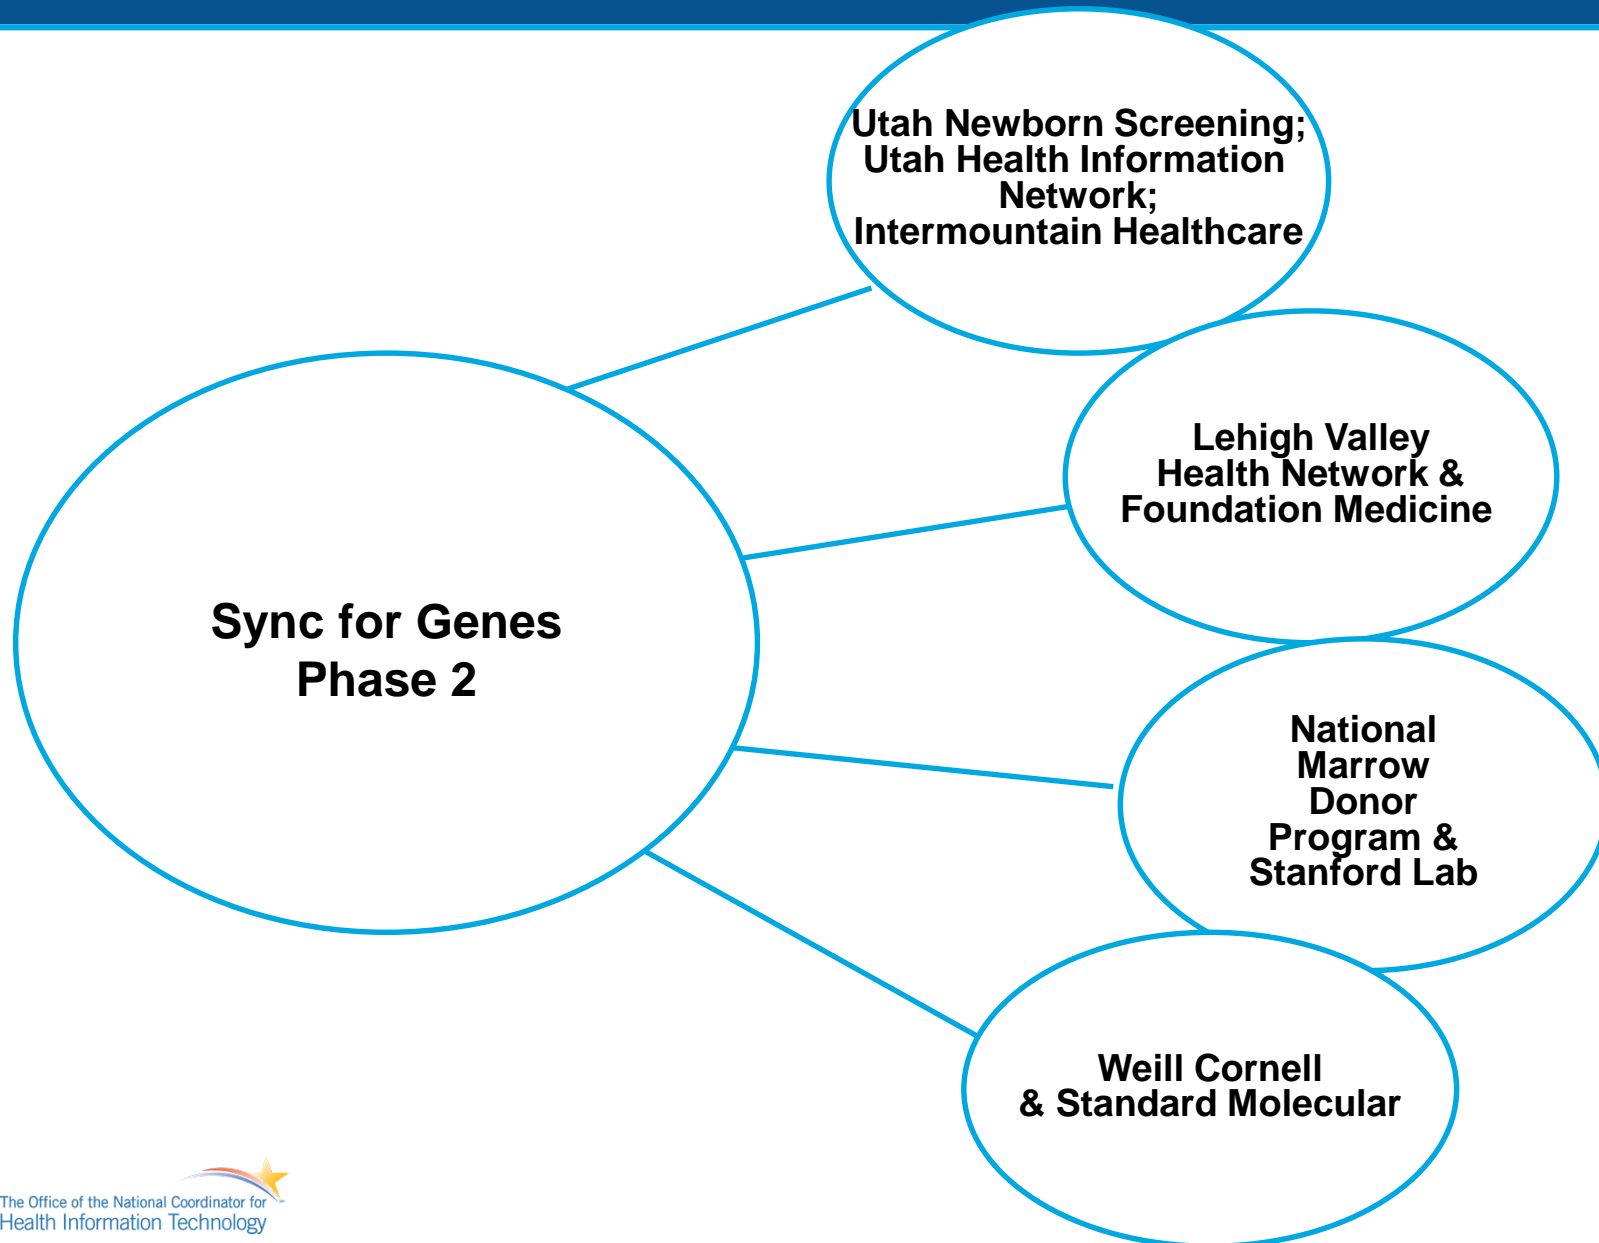 Utah Newborn Screening;
Utah Health Information
Network;
Intermountain Healthcare
Lehigh Valley
Health Network &
Foundation Medicine
Sync for Genes
Phase 2
National
Marrow
Donor
Program &
Stanford Lab
Weill Cornell
& Standard Molecular
The Office of the National Coordinator for
Health Information Technology